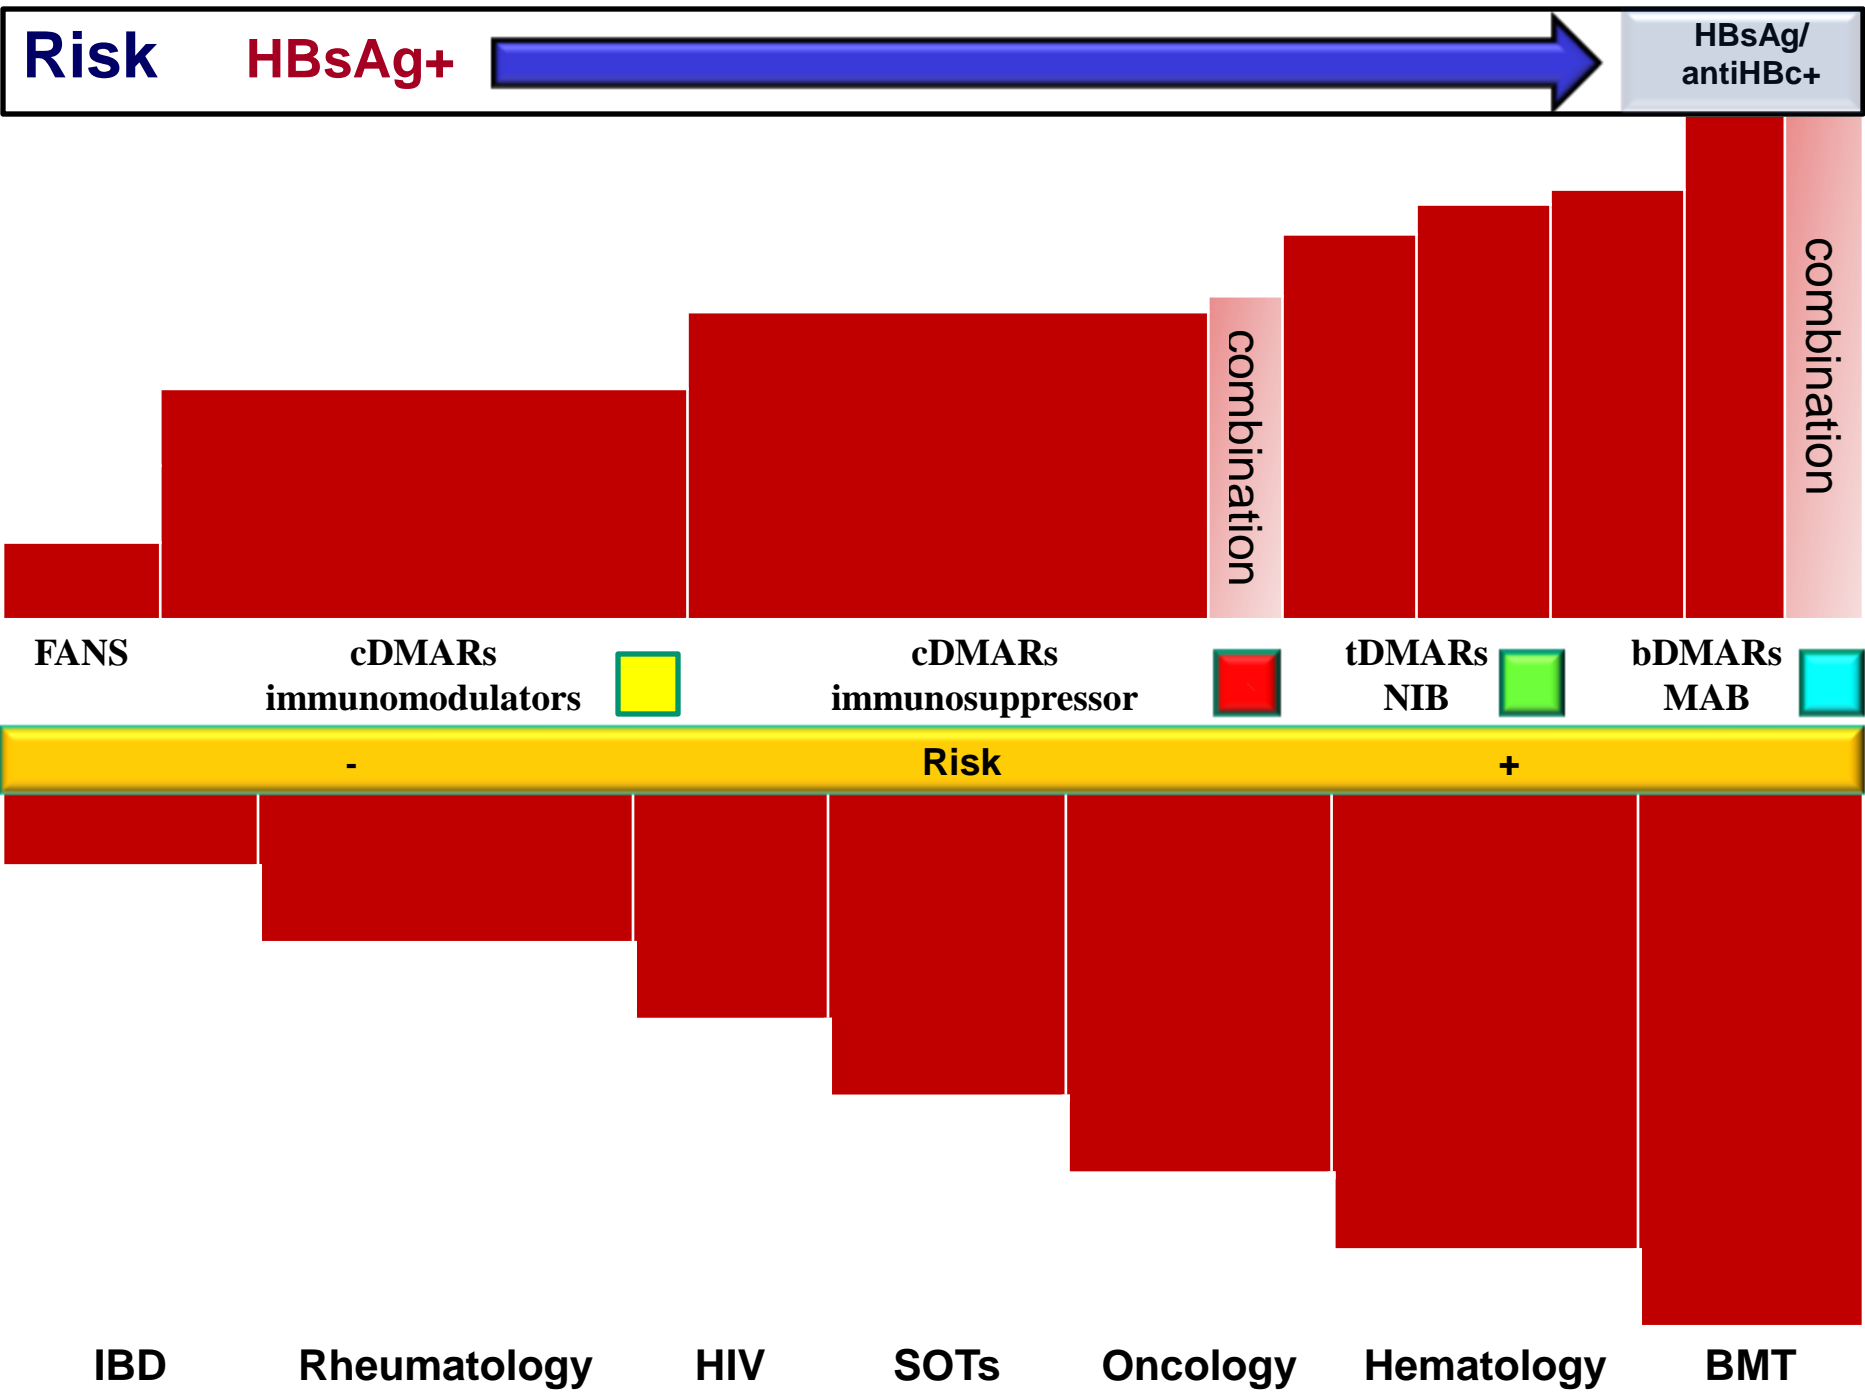 Risk HBsAg+ HBsAg/
antiHBc+
combination
combination
FANS
cDMARs
immunomodulators
cDMARs
immunosuppressor
tDMARs
NIB
bDMARs
MAB
- Risk +
IBD Rheumatology HIV SOTs Oncology Hematology BMT